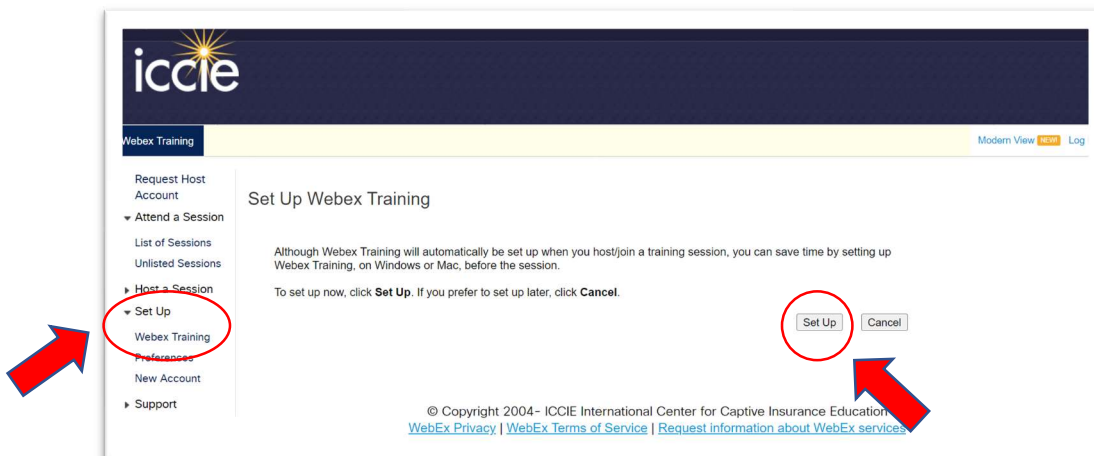 iccie
Webex Training
Modern View NEW! Log
Request Host
Account
Attend a Session
List of Sessions
Unlisted Sessions
Host a Session
Set Up
Webex Training
Preferences
New Account
Support
Set Up Webex Training
Although Webex Training will automatically be set up when you host/join a training session, you can save time by setting up
Webex Training, on Windows or Mac, before the session.
To set up now, click Set Up. If you prefer to set up later, click Cancel.
Set Up Cancel
© Copyright 2004- ICCIE International Center for Captive Insurance Education
WebEx Privacy | WebEx Terms of Service | Request information about WebEx services